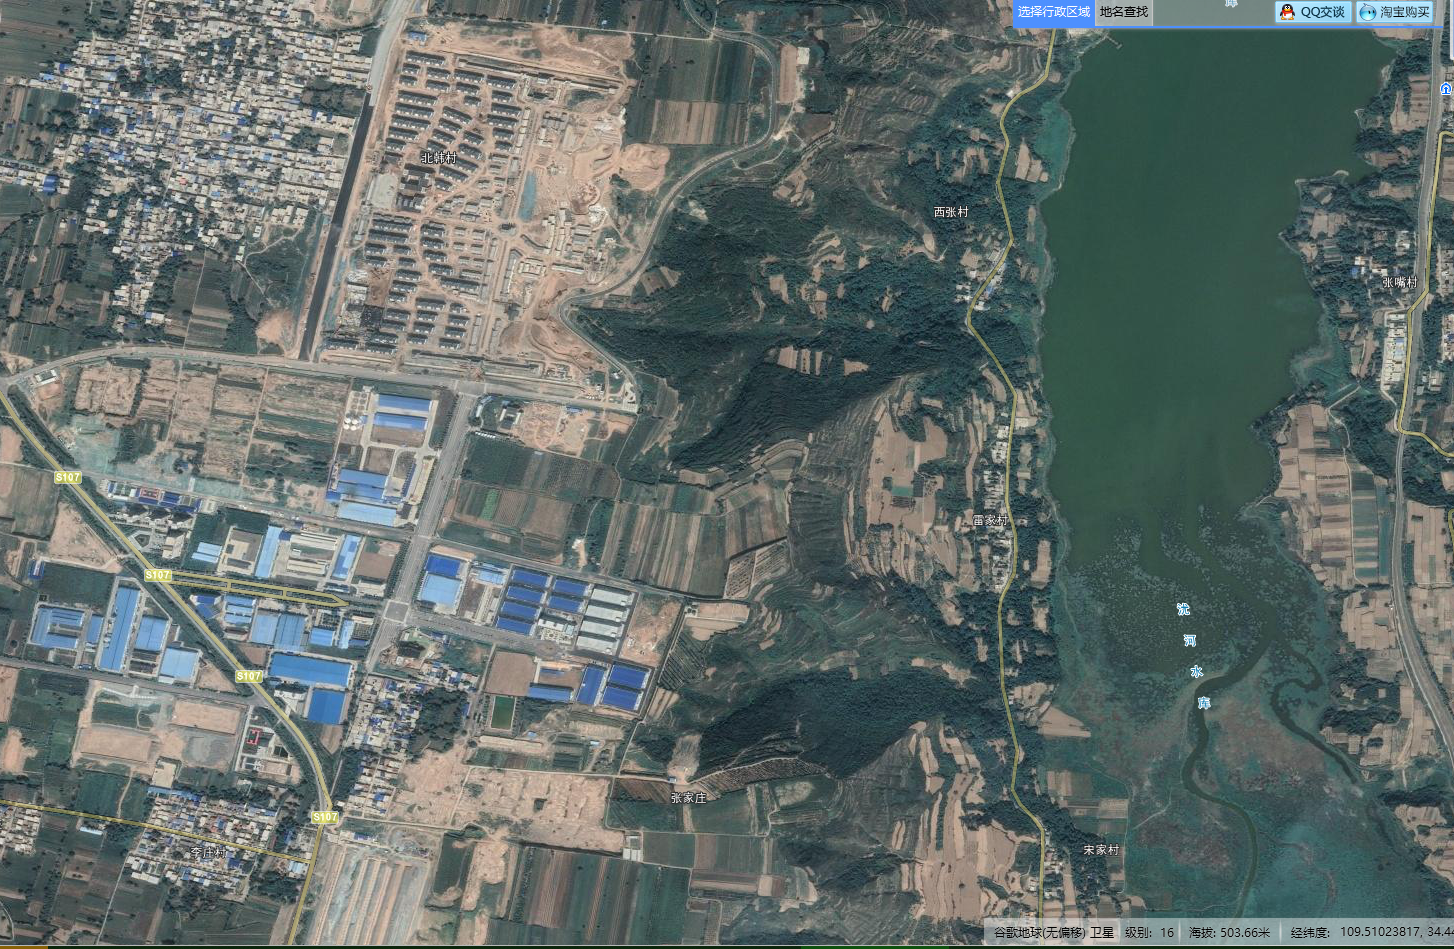 选择行政区域 地名查找 库 QQ交谈 淘宝购买
北韩村
西张村
张嘴村
S107
雷家村
S107
沋
河
水
库
S107
张家庄
S107
李庄村
宋家村
谷歌地球(无偏移) 卫星 级别: 16 海拔: 503.66米 经纬度: 109.51023817, 34.4